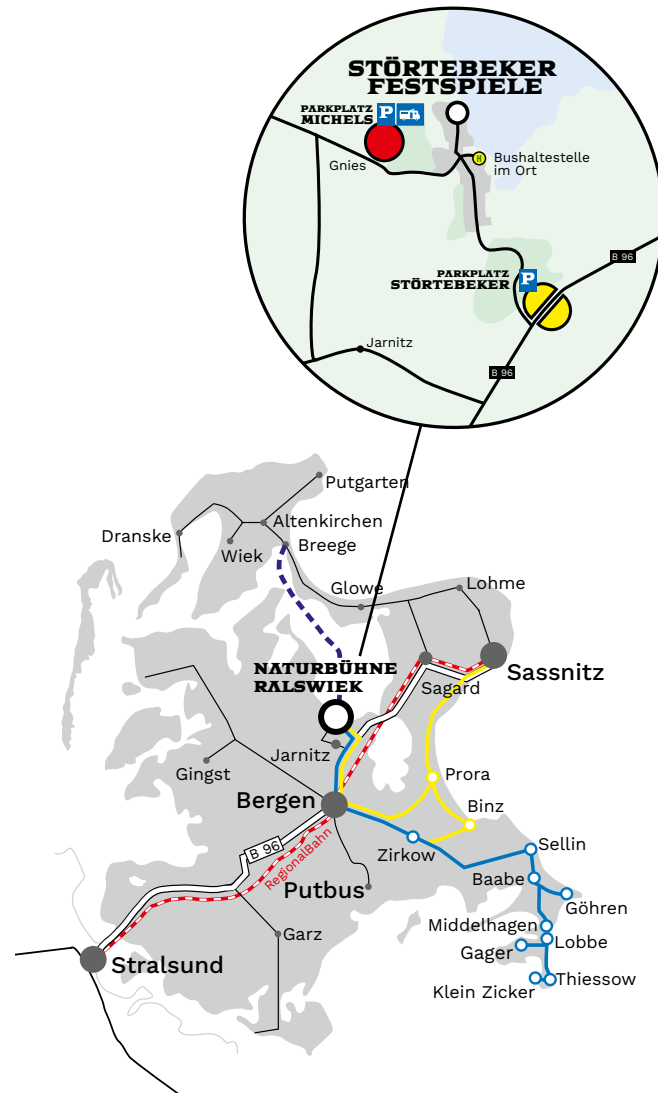 STÖRTEBEKER
FESTSPIELE
PARKPLATZ
MICHELS
P
Gnies
H
Bushaltestelle
im Ort
B 96
PARKPLATZ
STÖRTEBEKER
P
Jarnitz
B 96
Putgarten
Altenkirchen
Dranske
Wiek
Breege
Glowe
Lohme
NATURBÜHNE
RALSWIEK
Sassnitz
Sagard
Jarnitz
Gingst
Prora
Bergen
Binz
B 96
Zirkow
Sellin
RegionalBahn
Baabe
Putbus
Göhren
Middelhagen
Garz
Lobbe
Gager
Stralsund
Thiessow
Klein Zicker